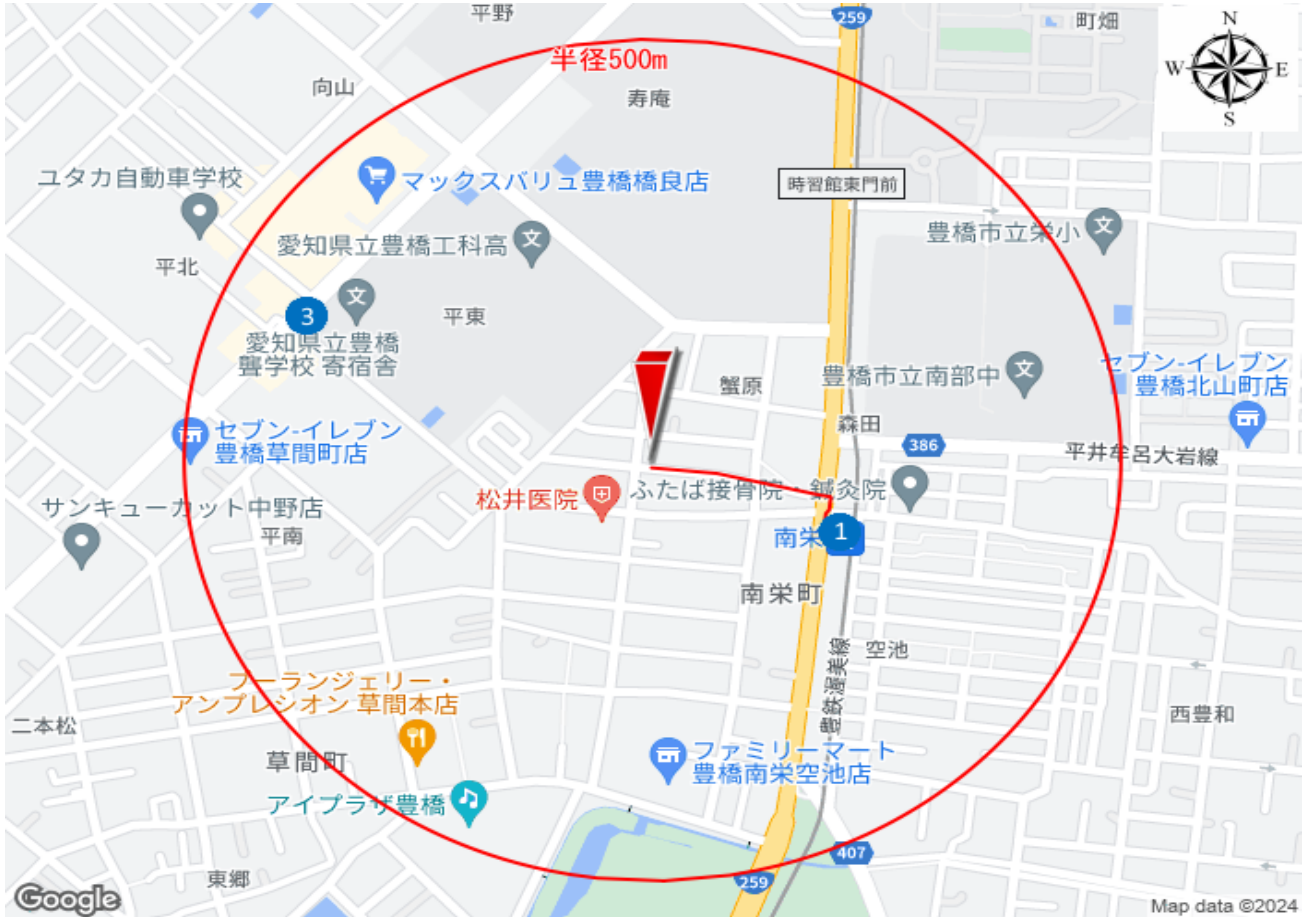 平野
259
町畑
N
W E
S
半径500m
向山
寿庵
ユタカ自動車学校
マックスバリュ豊橋橋良店
時習館東門前
愛知県立豊橋工科高
豊橋市立栄小
平北
3
平東
愛知県立豊橋
聾学校 寄宿舎
蟹原
豊橋市立南部中
セブン-イレブン
豊橋北山町店
セブン-イレブン
豊橋草間町店
森田
386
平井牟呂大岩線
サンキューカット中野店
松井医院
ふたば接骨院・鍼灸院
平南
南栄
1
南栄町
豊鉄渥美線
空池
ブーランジェリー・
アンプレシオン 草間本店
二本松
西豊和
草間町
ファミリーマート
豊橋南栄空池店
アイプラザ豊橋
407
東郷
259
Google
Map data ©2024